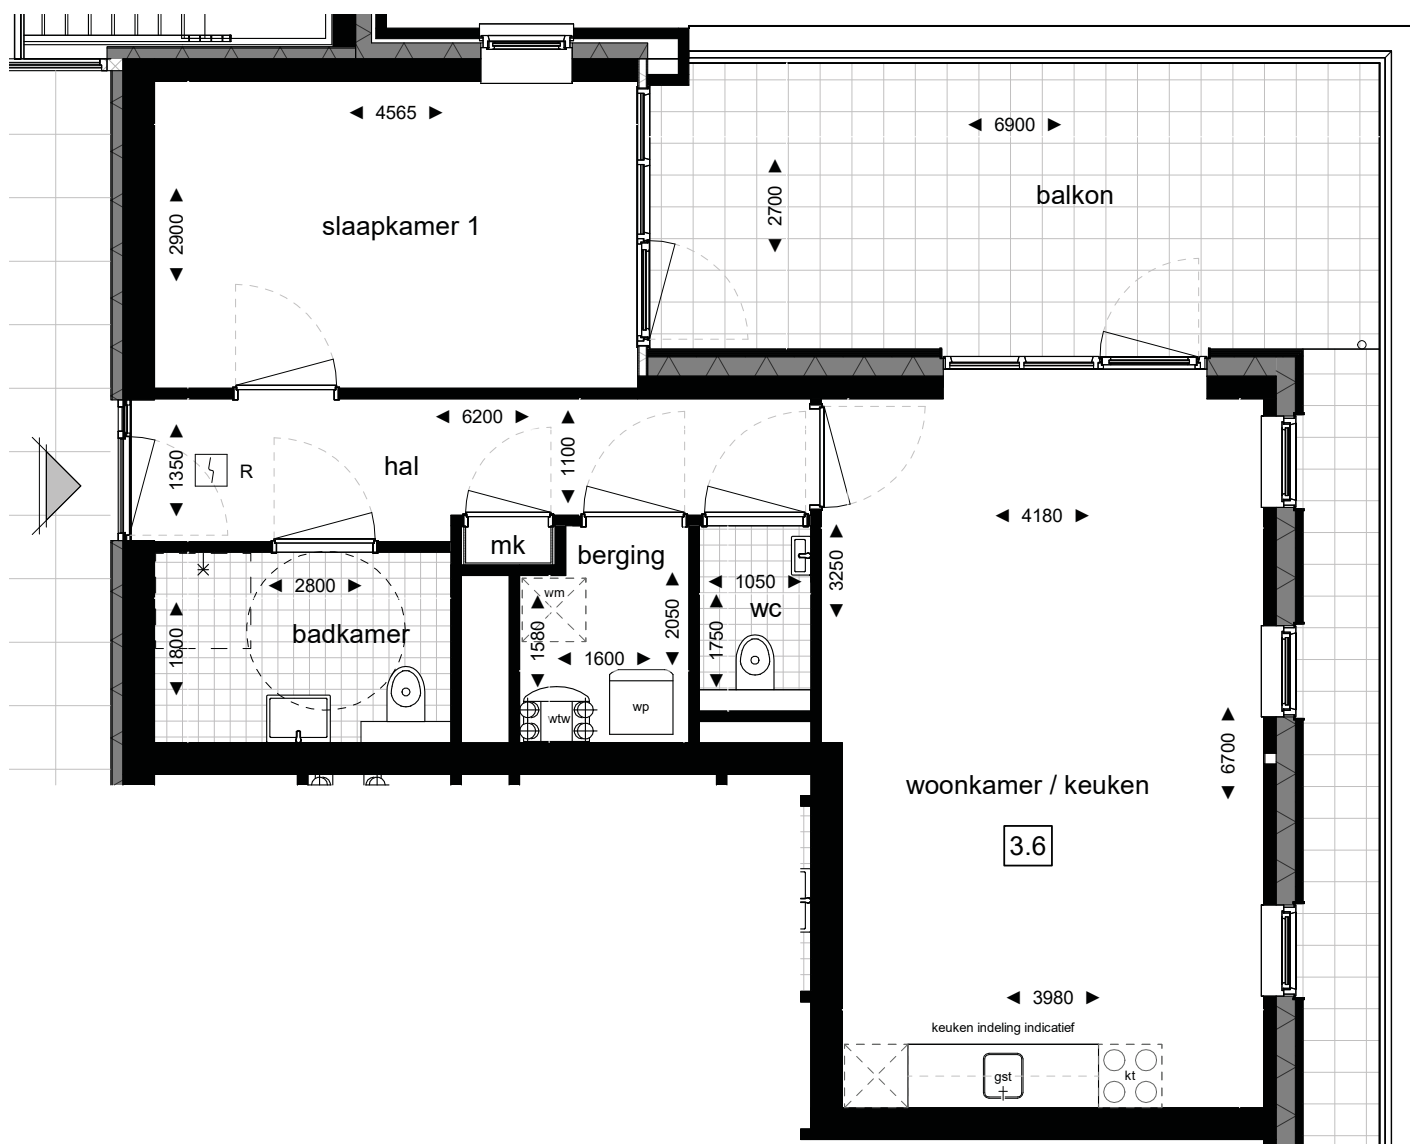 4565
6900
2900
2700
slaapkamer 1
balkon
6200
1100
1350
R
hal
4180
mk
berging
3250
2800
wm
1050
wc
badkamer
1800
1580
2050
1750
1600
wp
wtw
6700
woonkamer / keuken
3.6
3980
keuken indeling indicatief
gst
kt